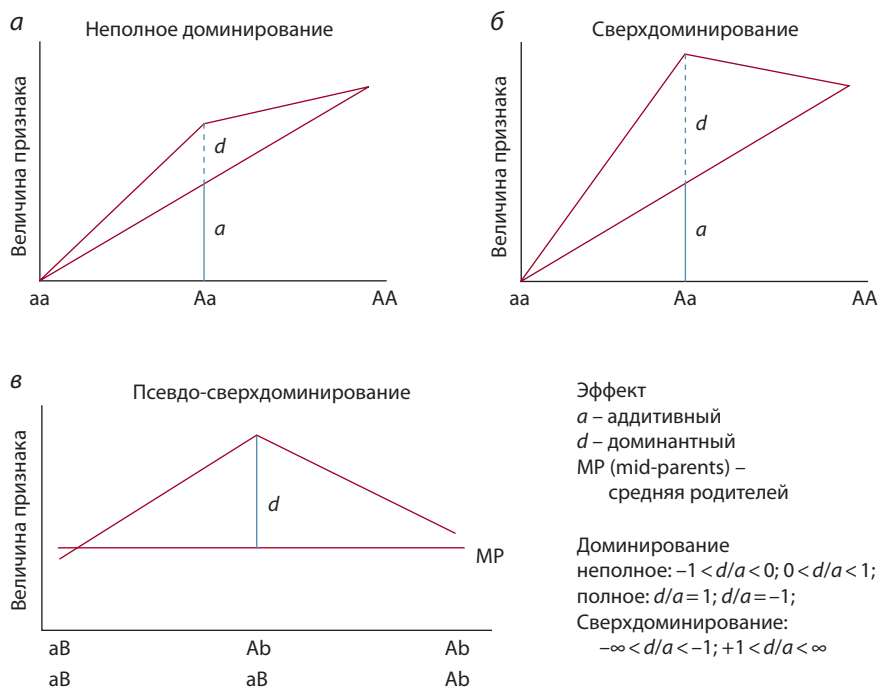 а
Неполное доминирование
Величина признака
d
a
aa
Aa
AA
б
Сверхдоминирование
Величина признака
d
a
aa
Aa
AA
в
Псевдо-сверхдоминирование
Величина признака
d
MP
aB Ab Ab
aB aB Ab
Эффект
a – аддитивный
d – доминантный
MP (mid-parents) –
средняя родителей
Доминирование
неполное: –1 < d/a < 0; 0 < d/a < 1;
полное: d/a = 1; d/a = –1;
Сверхдоминирование:
–∞ < d/a < –1; +1 < d/a < ∞